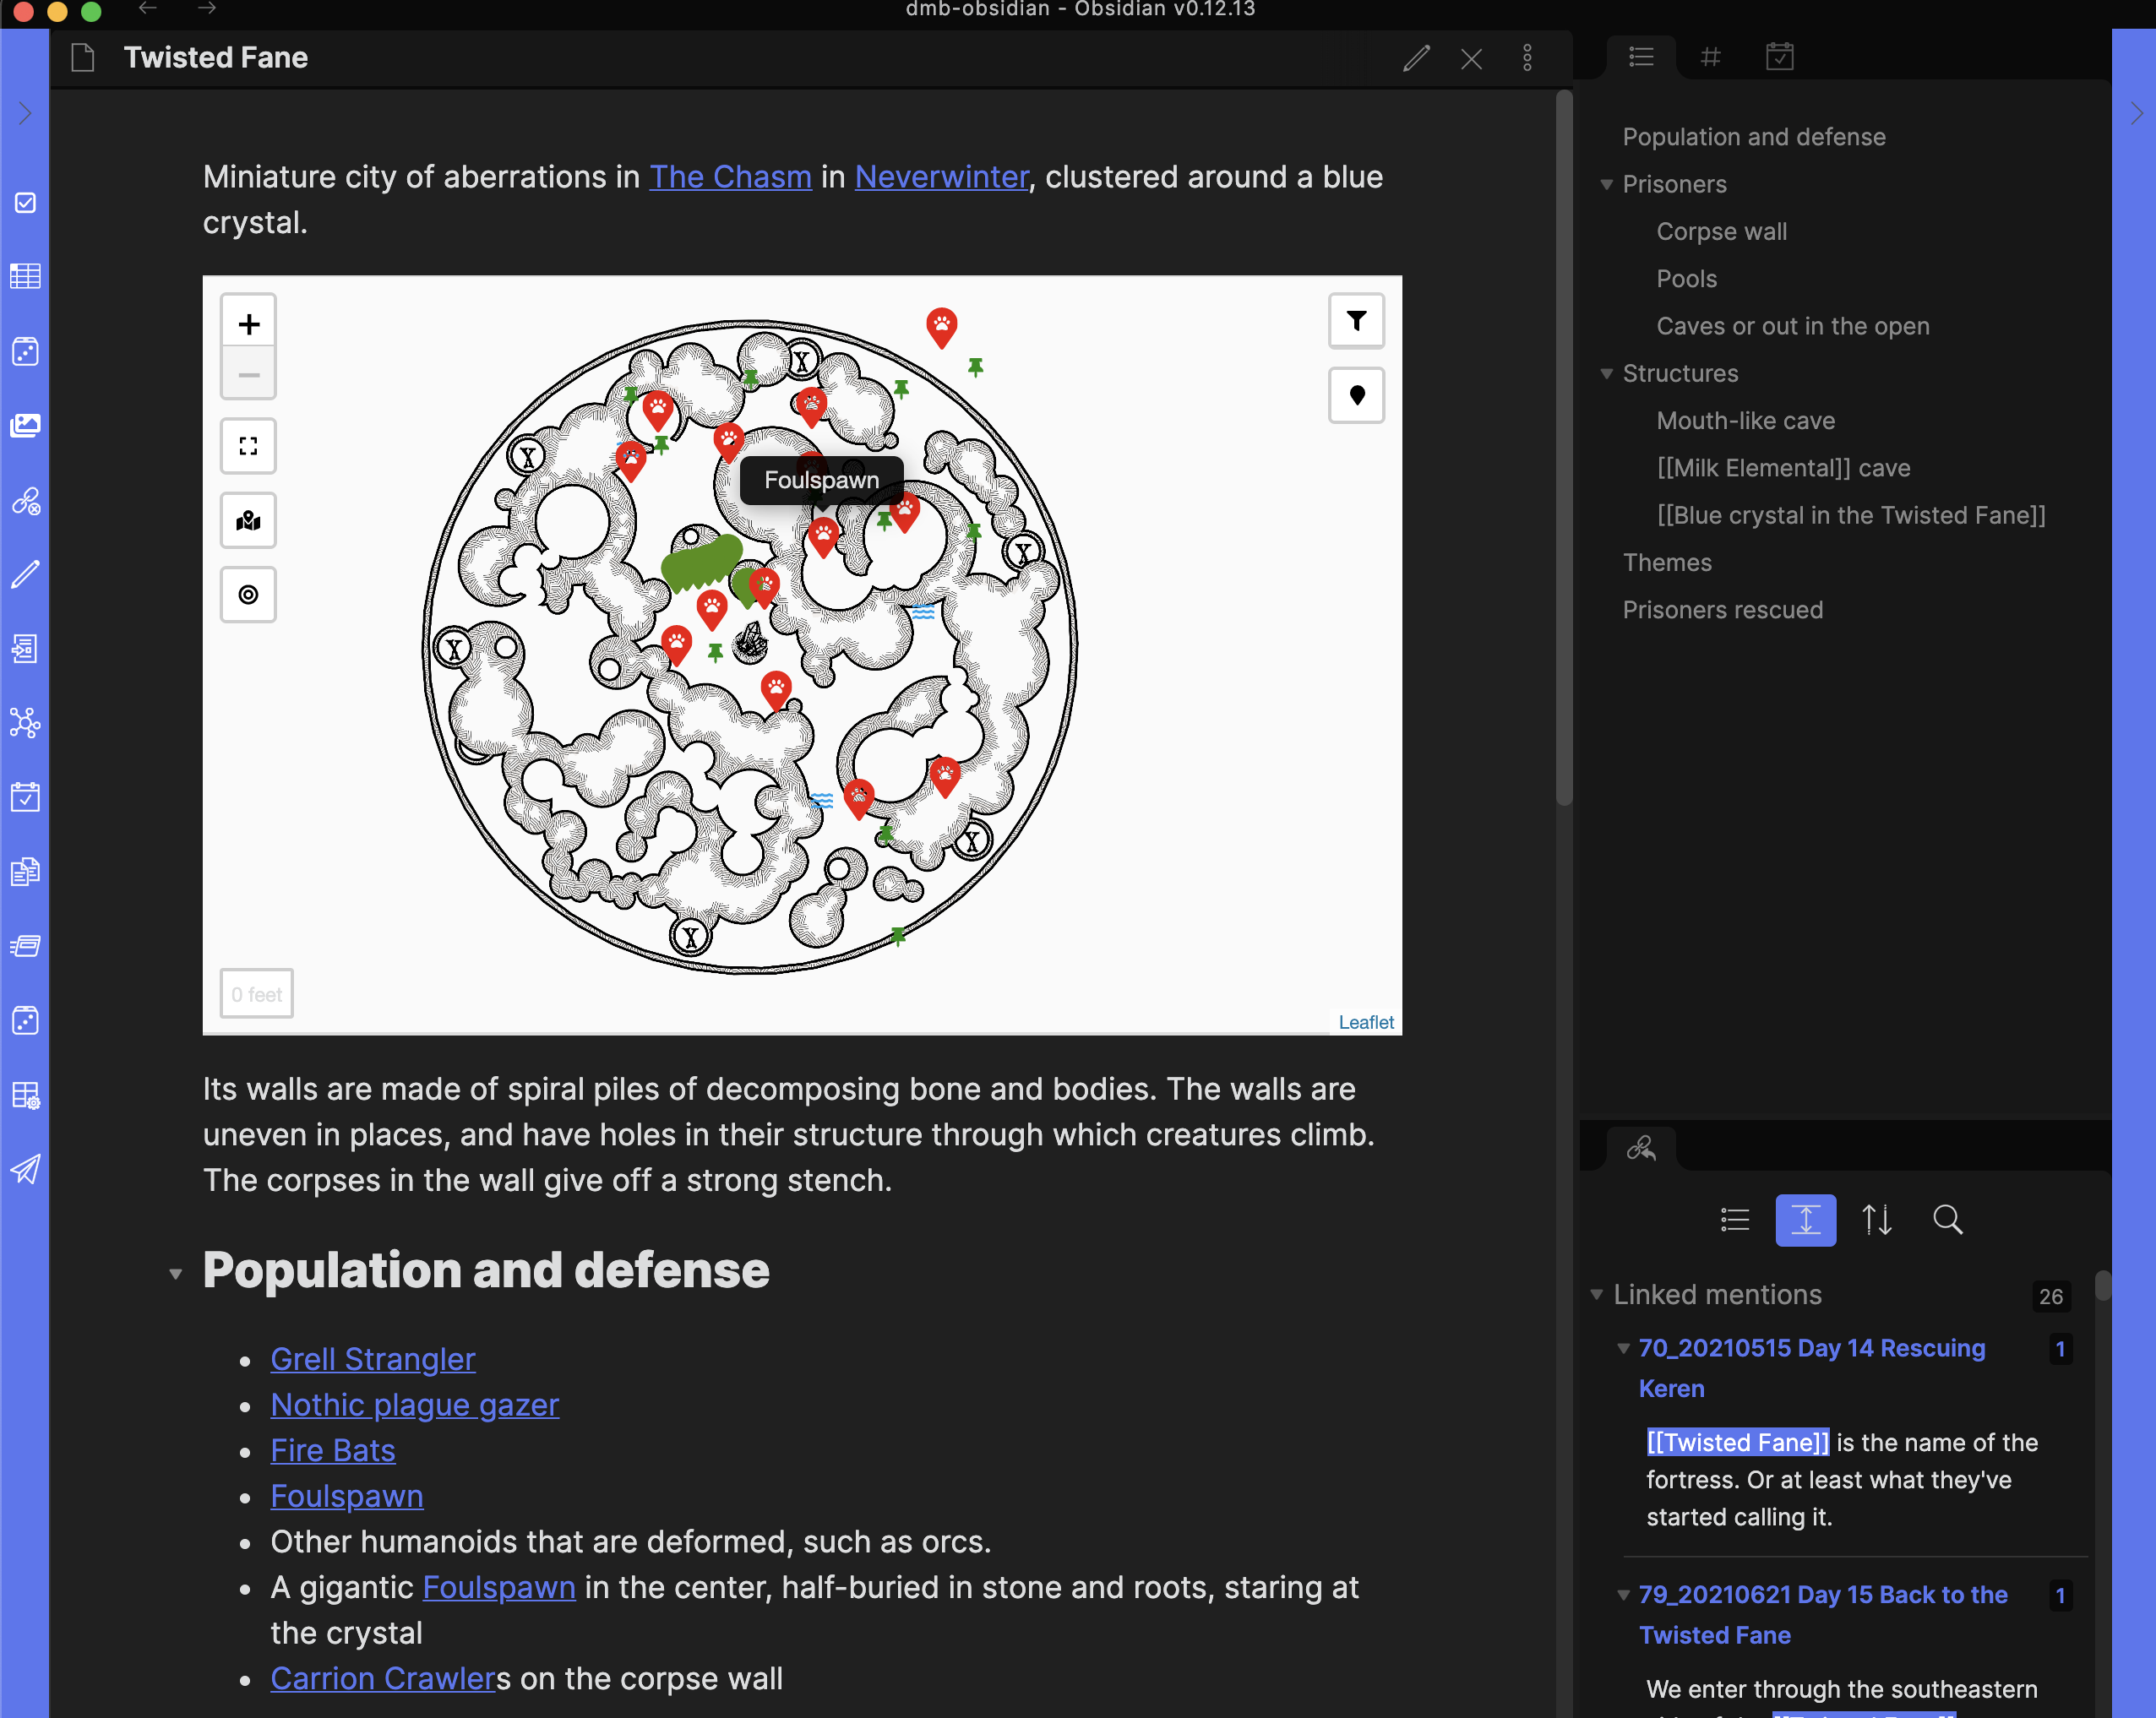 dmb-obsidian - Obsidian v0.12.13
Twisted Fane
Miniature city of aberrations in The Chasm in Neverwinter, clustered around a blue
crystal.
+
−
X
X
Foulspawn
X
X
X
X
0 feet
Leaflet
Its walls are made of spiral piles of decomposing bone and bodies. The walls are
uneven in places, and have holes in their structure through which creatures climb.
The corpses in the wall give off a strong stench.
Population and defense
• Grell Strangler
• Nothic plague gazer
• Fire Bats
• Foulspawn
• Other humanoids that are deformed, such as orcs.
• A gigantic Foulspawn in the center, half-buried in stone and roots, staring at
the crystal
• Carrion Crawlers on the corpse wall
#
Population and defense
Prisoners
Corpse wall
Pools
Caves or out in the open
Structures
Mouth-like cave
[[Milk Elemental]] cave
[[Blue crystal in the Twisted Fane]]
Themes
Prisoners rescued
Linked mentions 26
70_20210515 Day 14 Rescuing 1
Keren
[[Twisted Fane]] is the name of the
fortress. Or at least what they've
started calling it.
79_20210621 Day 15 Back to the 1
Twisted Fane
We enter through the southeastern